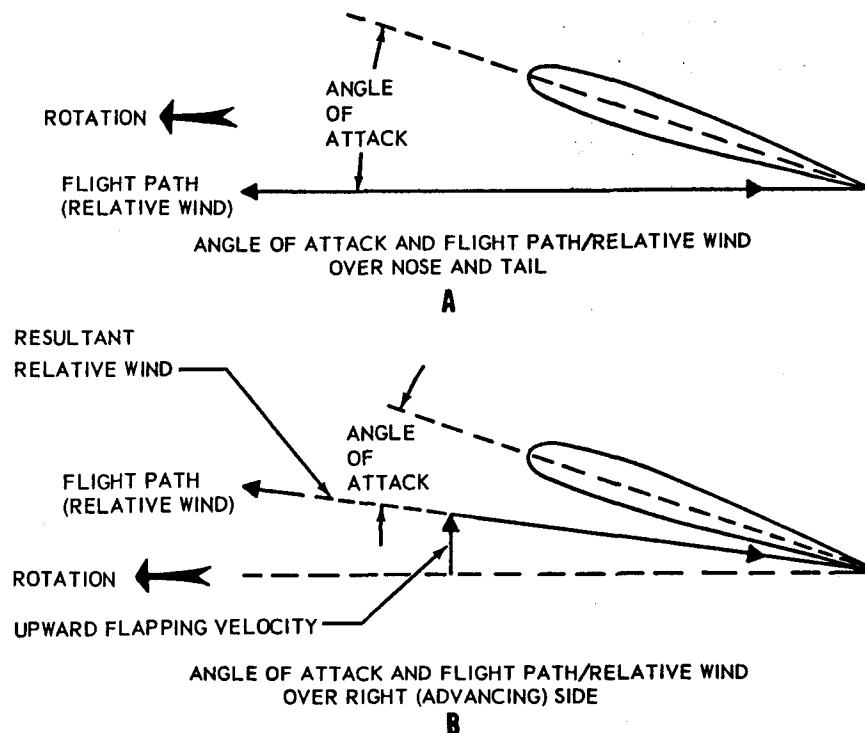 ANGLE
OF
ATTACK
ROTATION
FLIGHT PATH
(RELATIVE WIND)
ANGLE OF ATTACK AND FLIGHT PATH/RELATIVE WIND
OVER NOSE AND TAIL
A
RESULTANT
RELATIVE WIND
ANGLE
OF
ATTACK
FLIGHT PATH
(RELATIVE WIND)
ROTATION
UPWARD FLAPPING VELOCITY
ANGLE OF ATTACK AND FLIGHT PATH/RELATIVE WIND
OVER RIGHT (ADVANCING) SIDE
B